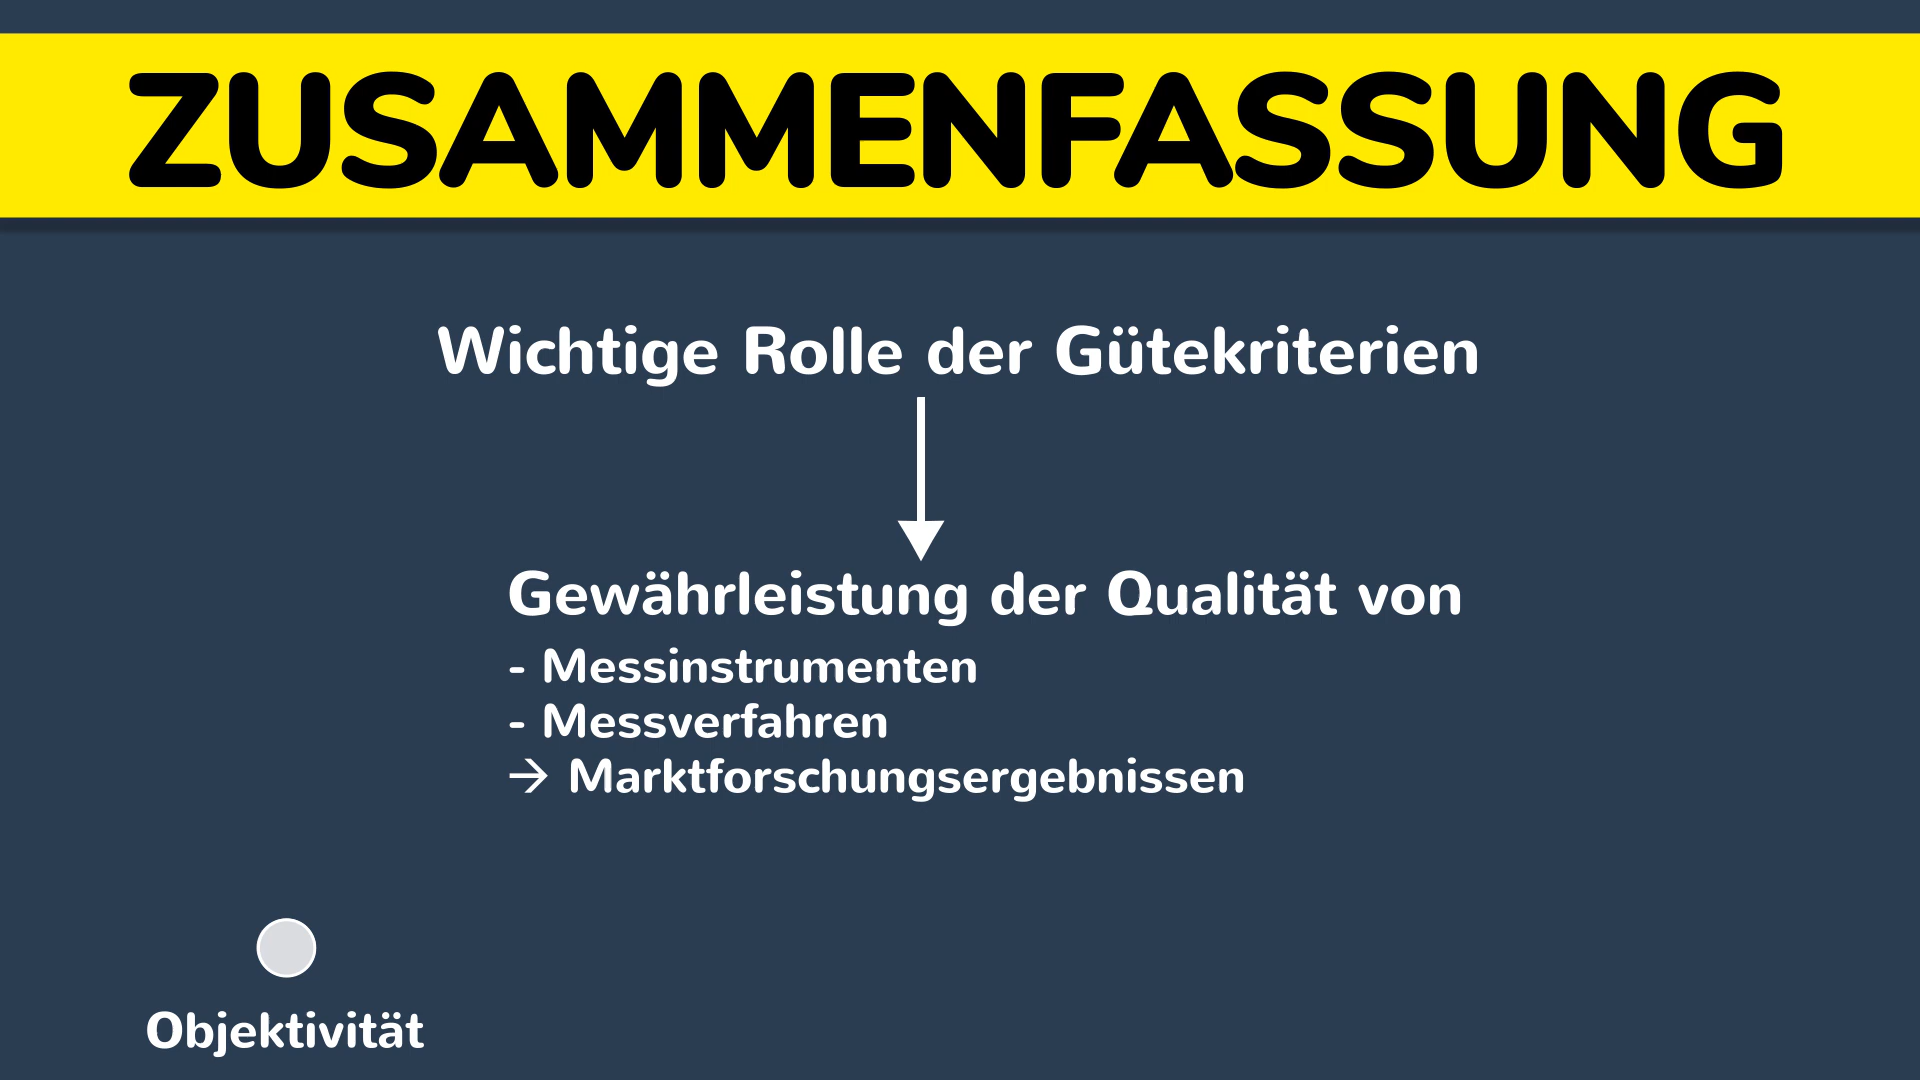 ZUSAMMENFASSUNG
Wichtige Rolle der Gütekriterien
Gewährleistung der Qualität von
- Messinstrumenten
- Messverfahren
→ Marktforschungsergebnissen
Objektivität